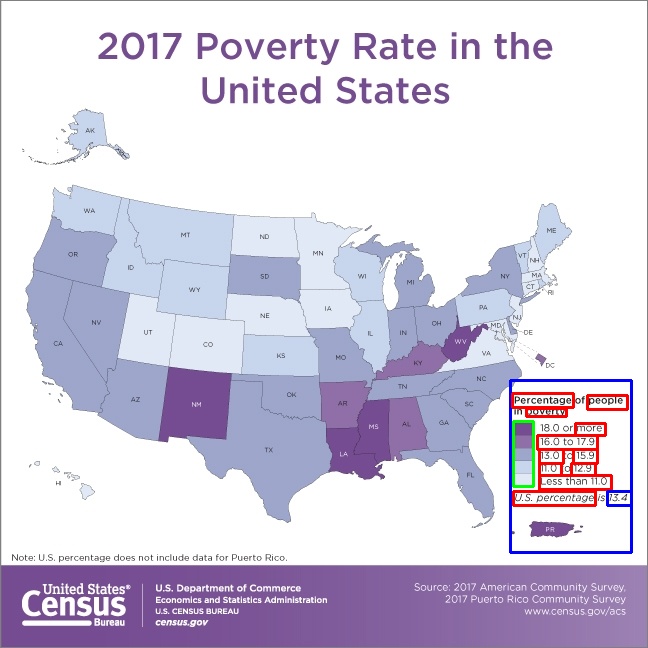 2017 Poverty Rate in the
United States
AK
WA
MT
ND
MN
ME
OR
ID
WY
SD
WI
MI
NY
VT
NH
MA
CT
RI
NV
UT
CO
NE
IA
IL
IN
OH
PA
NJ
MD
DE
DC
CA
KS
MO
KY
WV
VA
AZ
NM
OK
AR
TN
NC
TX
LA
MS
AL
GA
SC
FL
HI
Percentage of people
in poverty
18.0 or more
16.0 to 17.9
13.0 to 15.9
11.0 to 12.9
Less than 11.0
U.S. percentage is 13.4
PR
Note: U.S. percentage does not include data for Puerto Rico.
United States®
Census
Bureau
U.S. Department of Commerce
Economics and Statistics Administration
U.S. CENSUS BUREAU
census.gov
Source: 2017 American Community Survey,
2017 Puerto Rico Community Survey
www.census.gov/acs